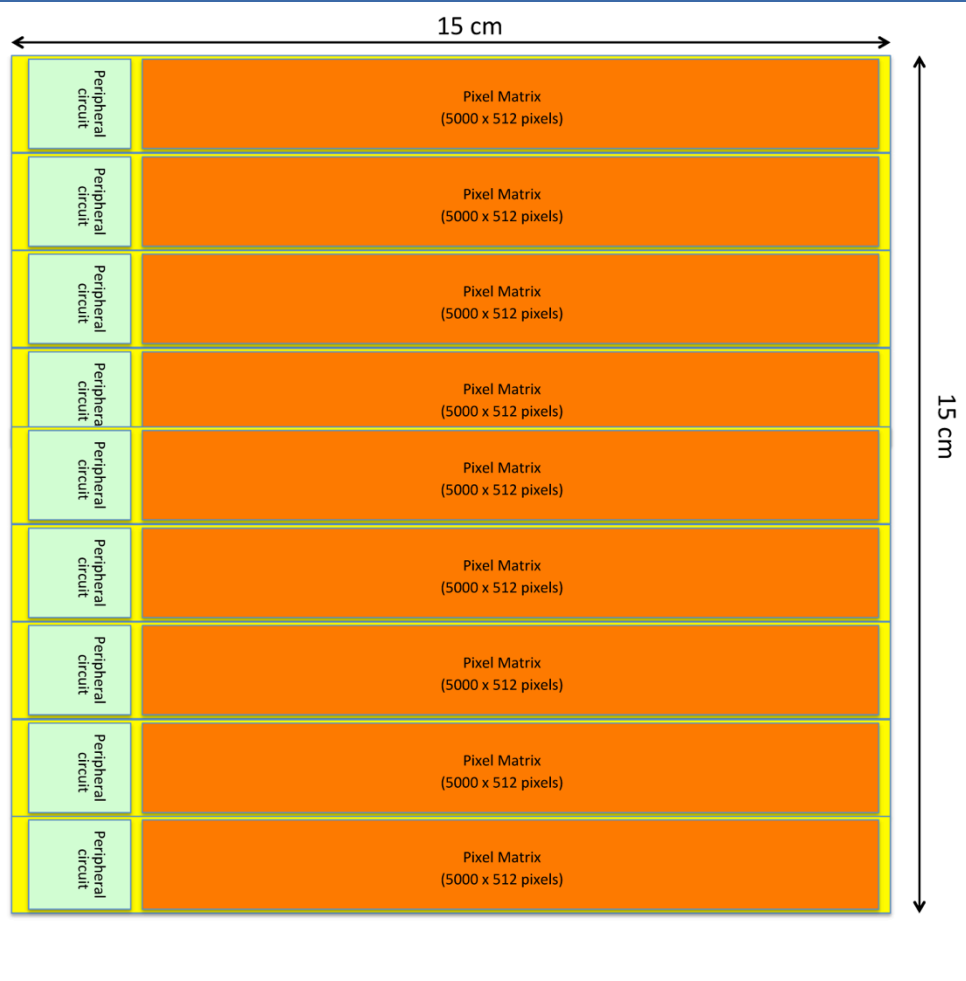 15 cm
Peripheral
circuit
Pixel Matrix
(5000 x 512 pixels)
Peripheral
circuit
Pixel Matrix
(5000 x 512 pixels)
Peripheral
circuit
Pixel Matrix
(5000 x 512 pixels)
Periphera
circuit
Pixel Matrix
(5000 x 512 pixels)
15 cm
Peripheral
circuit
Pixel Matrix
(5000 x 512 pixels)
Peripheral
circuit
Pixel Matrix
(5000 x 512 pixels)
Peripheral
circuit
Pixel Matrix
(5000 x 512 pixels)
Peripheral
circuit
Pixel Matrix
(5000 x 512 pixels)
Peripheral
circuit
Pixel Matrix
(5000 x 512 pixels)